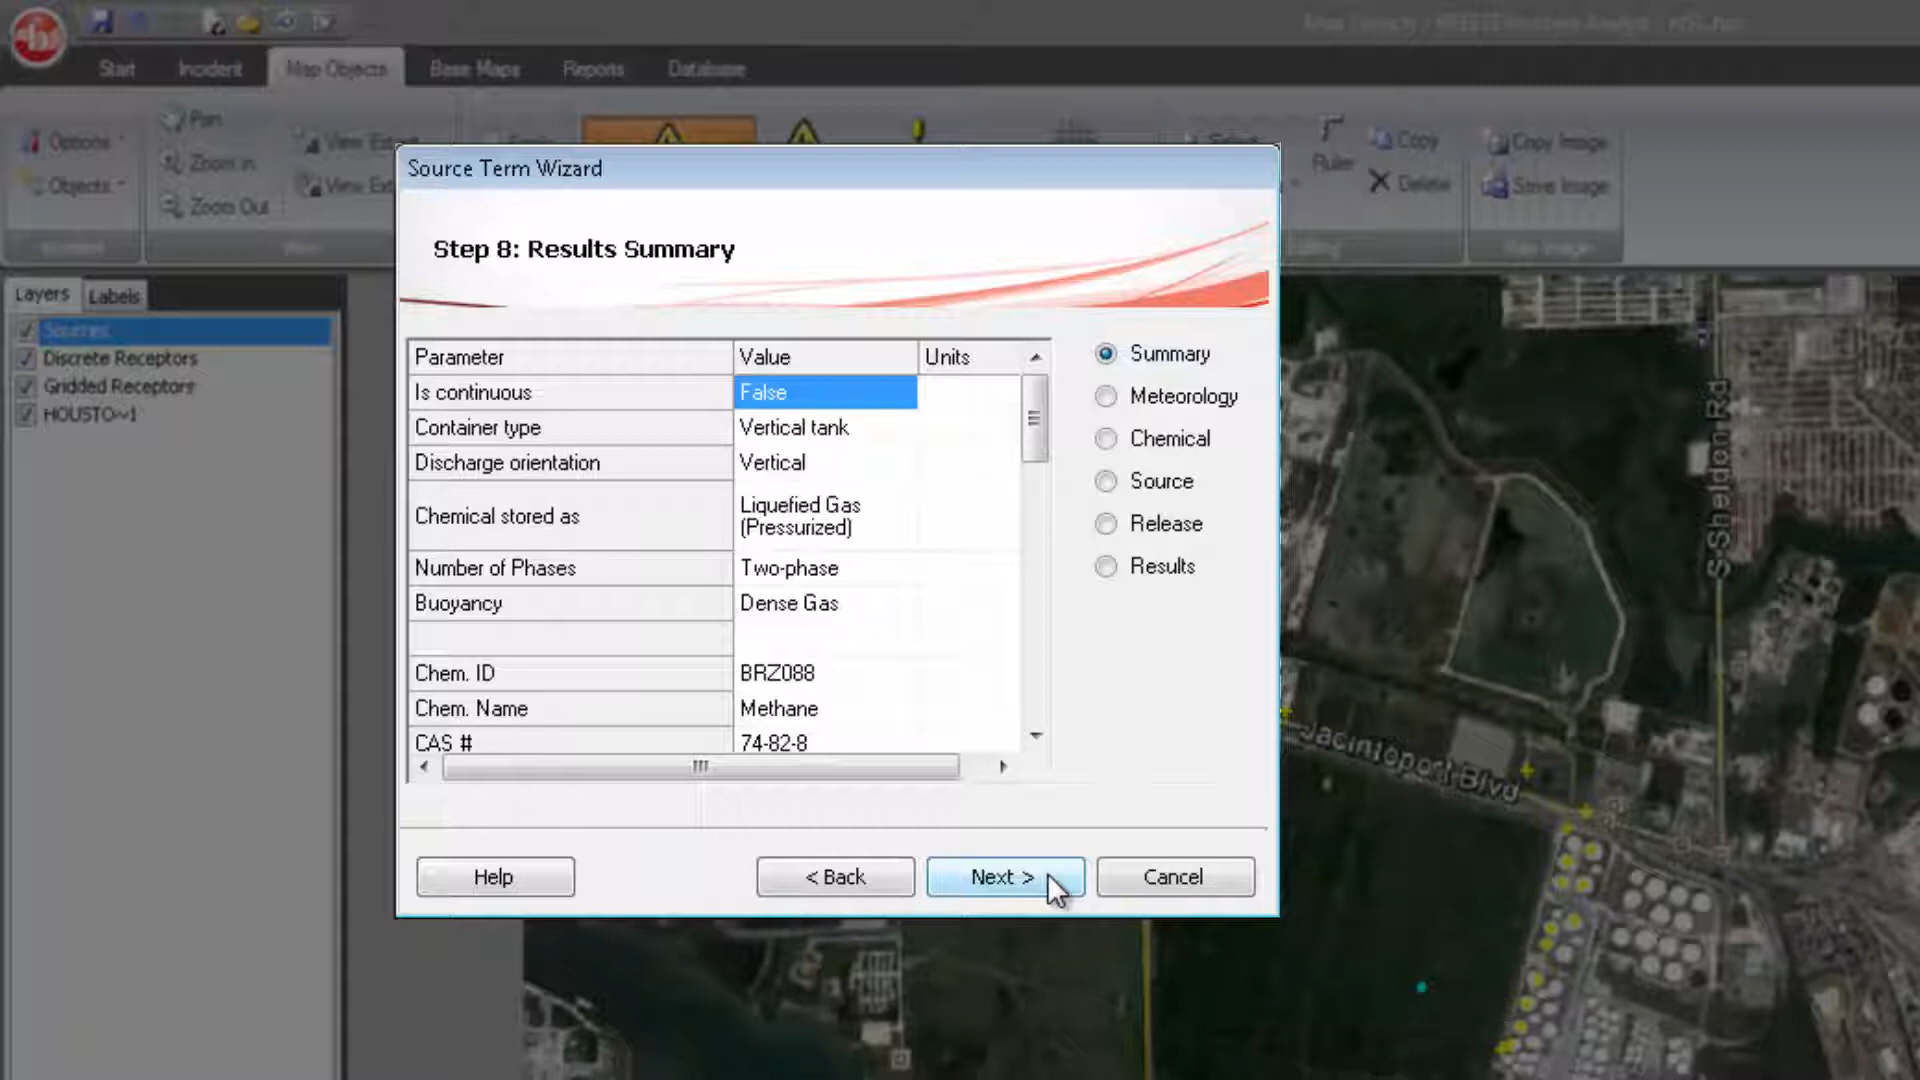 Start
Incident
Map Objects
Base Maps
Reports
Database
Options
Objects
Pan
Zoom In
Zoom Out
View Extent
Select
Ruler
Copy
Delete
Copy Image
Save Image
Layers
Labels
Sources
Discrete Receptors
Gridded Receptors
HOUSTO~1
Source Term Wizard
Step 8: Results Summary
Parameter Value Units
Is continuous False
Container type Vertical tank
Discharge orientation Vertical
Chemical stored as Liquefied Gas
(Pressurized)
Number of Phases Two-phase
Buoyancy Dense Gas
Chem. ID BRZ088
Chem. Name Methane
CAS # 74-82-8
Summary
Meteorology
Chemical
Source
Release
Results
Help
< Back
Next >
Cancel
S Sheldon Rd
Jacintoport Blvd